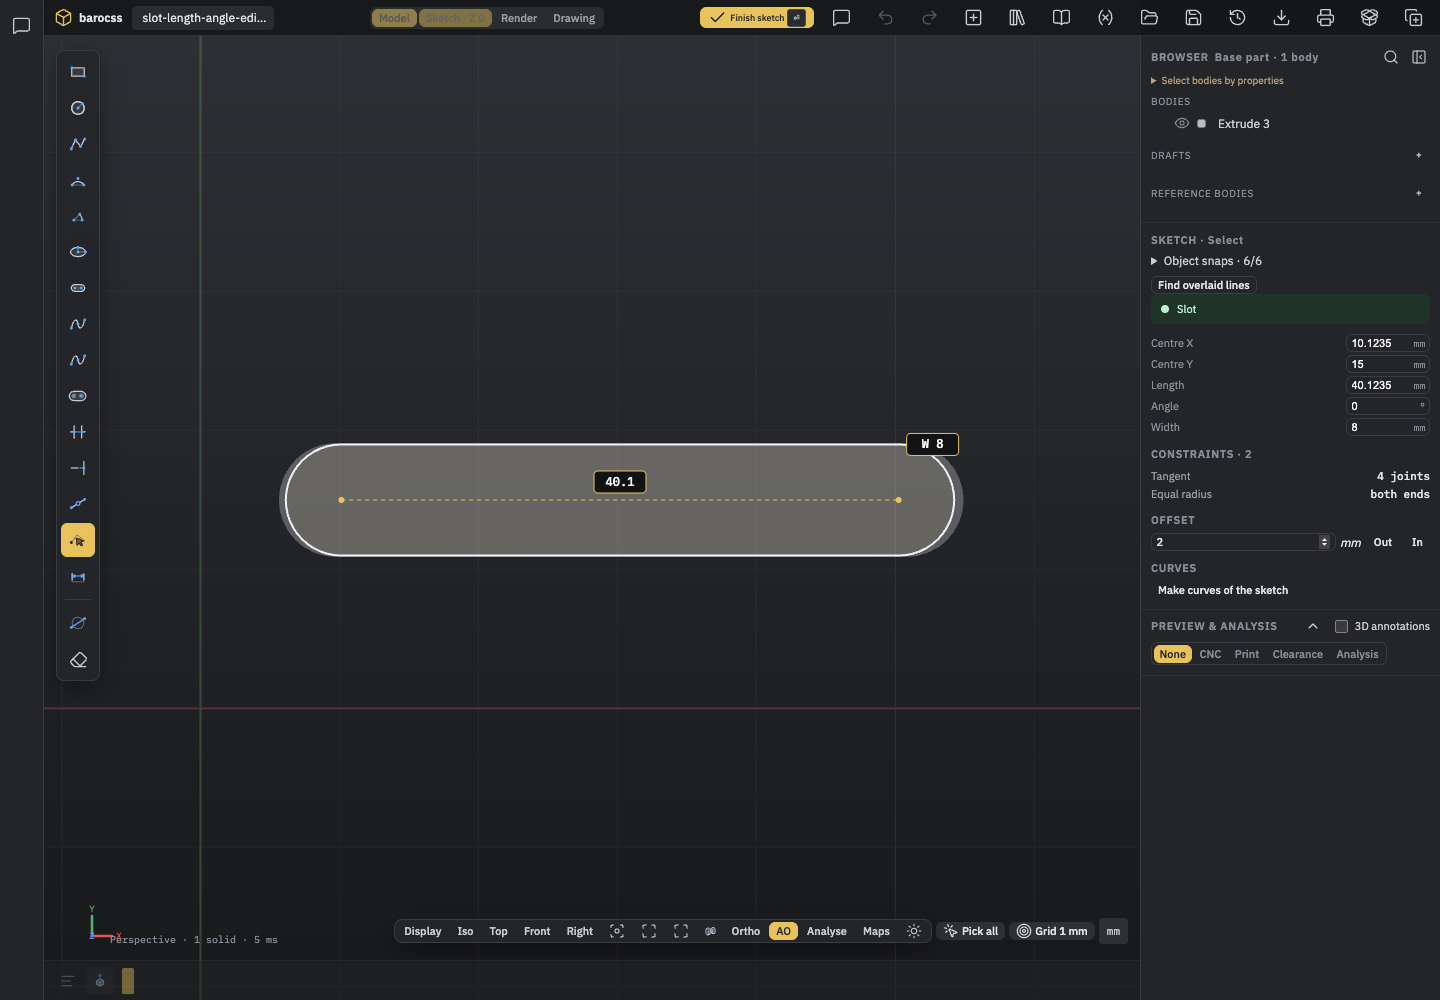 barocss
slot-length-angle-edi...
Model
Sketch · Z 0
Render
Drawing
Finish sketch
BROWSER Base part · 1 body
Select bodies by properties
BODIES
Extrude 3
DRAFTS
+
REFERENCE BODIES
+
SKETCH · Select
Object snaps · 6/6
Find overlaid lines
Slot
Centre X 10.1235 mm
Centre Y 15 mm
Length 40.1235 mm
Angle 0 °
Width 8 mm
CONSTRAINTS · 2
Tangent 4 joints
Equal radius both ends
OFFSET
2 mm Out In
CURVES
Make curves of the sketch
PREVIEW & ANALYSIS 3D annotations
None CNC Print Clearance Analysis
W 8
40.1
Y
X
Z
Perspective · 1 solid · 5 ms
Display Iso Top Front Right Ortho AO Analyse Maps Pick all Grid 1 mm mm